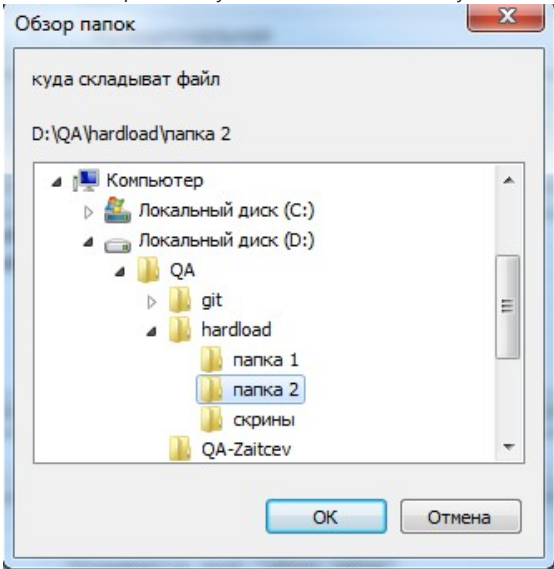 Обзор папок
куда складыват файл
D:\QA\hardload\папка 2
Компьютер
Локальный диск (C:)
Локальный диск (D:)
QA
git
hardload
папка 1
папка 2
скрины
QA-Zaitcev
ОК
Отмена